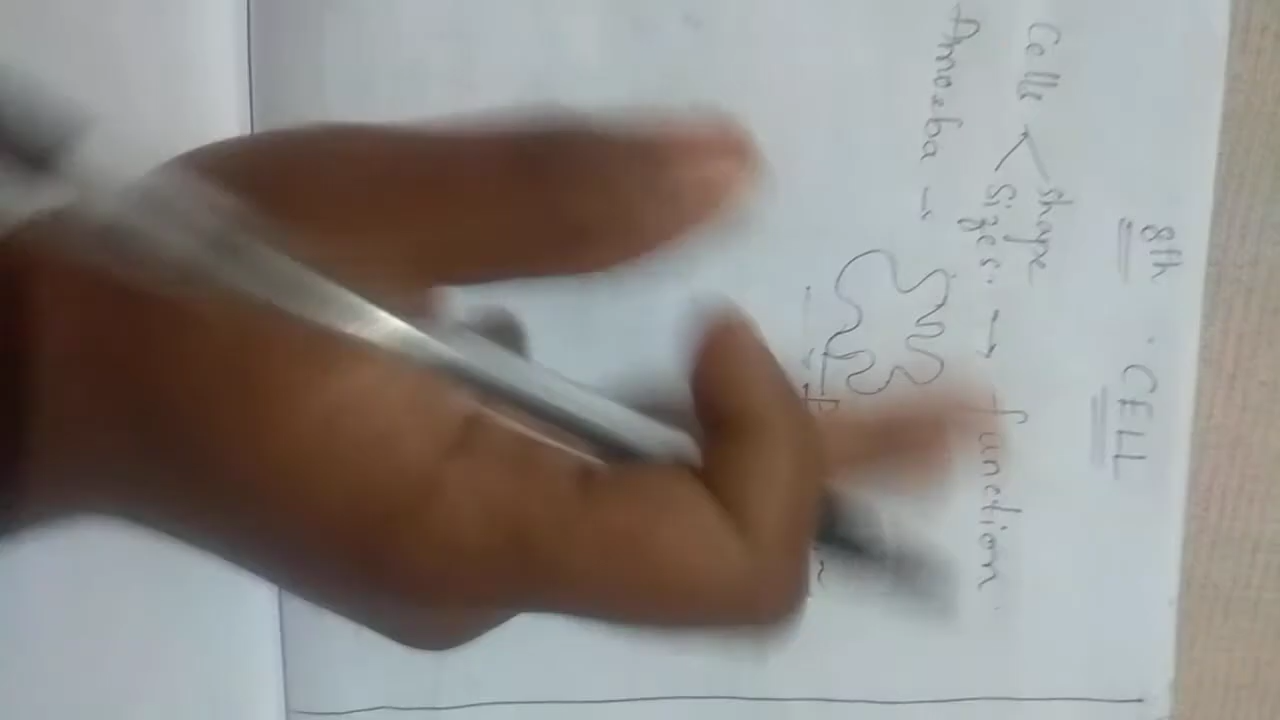 8th . CELL
Cells shape
sizes. → function
Amoeba →